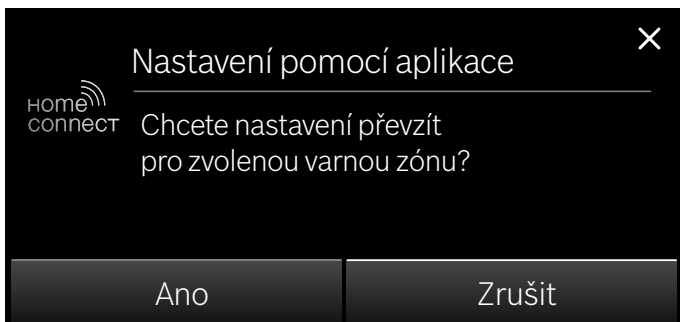 Nastavení pomocí aplikace
Home
connect
Chcete nastavení převzít
pro zvolenou varnou zónu?
Ano
Zrušit